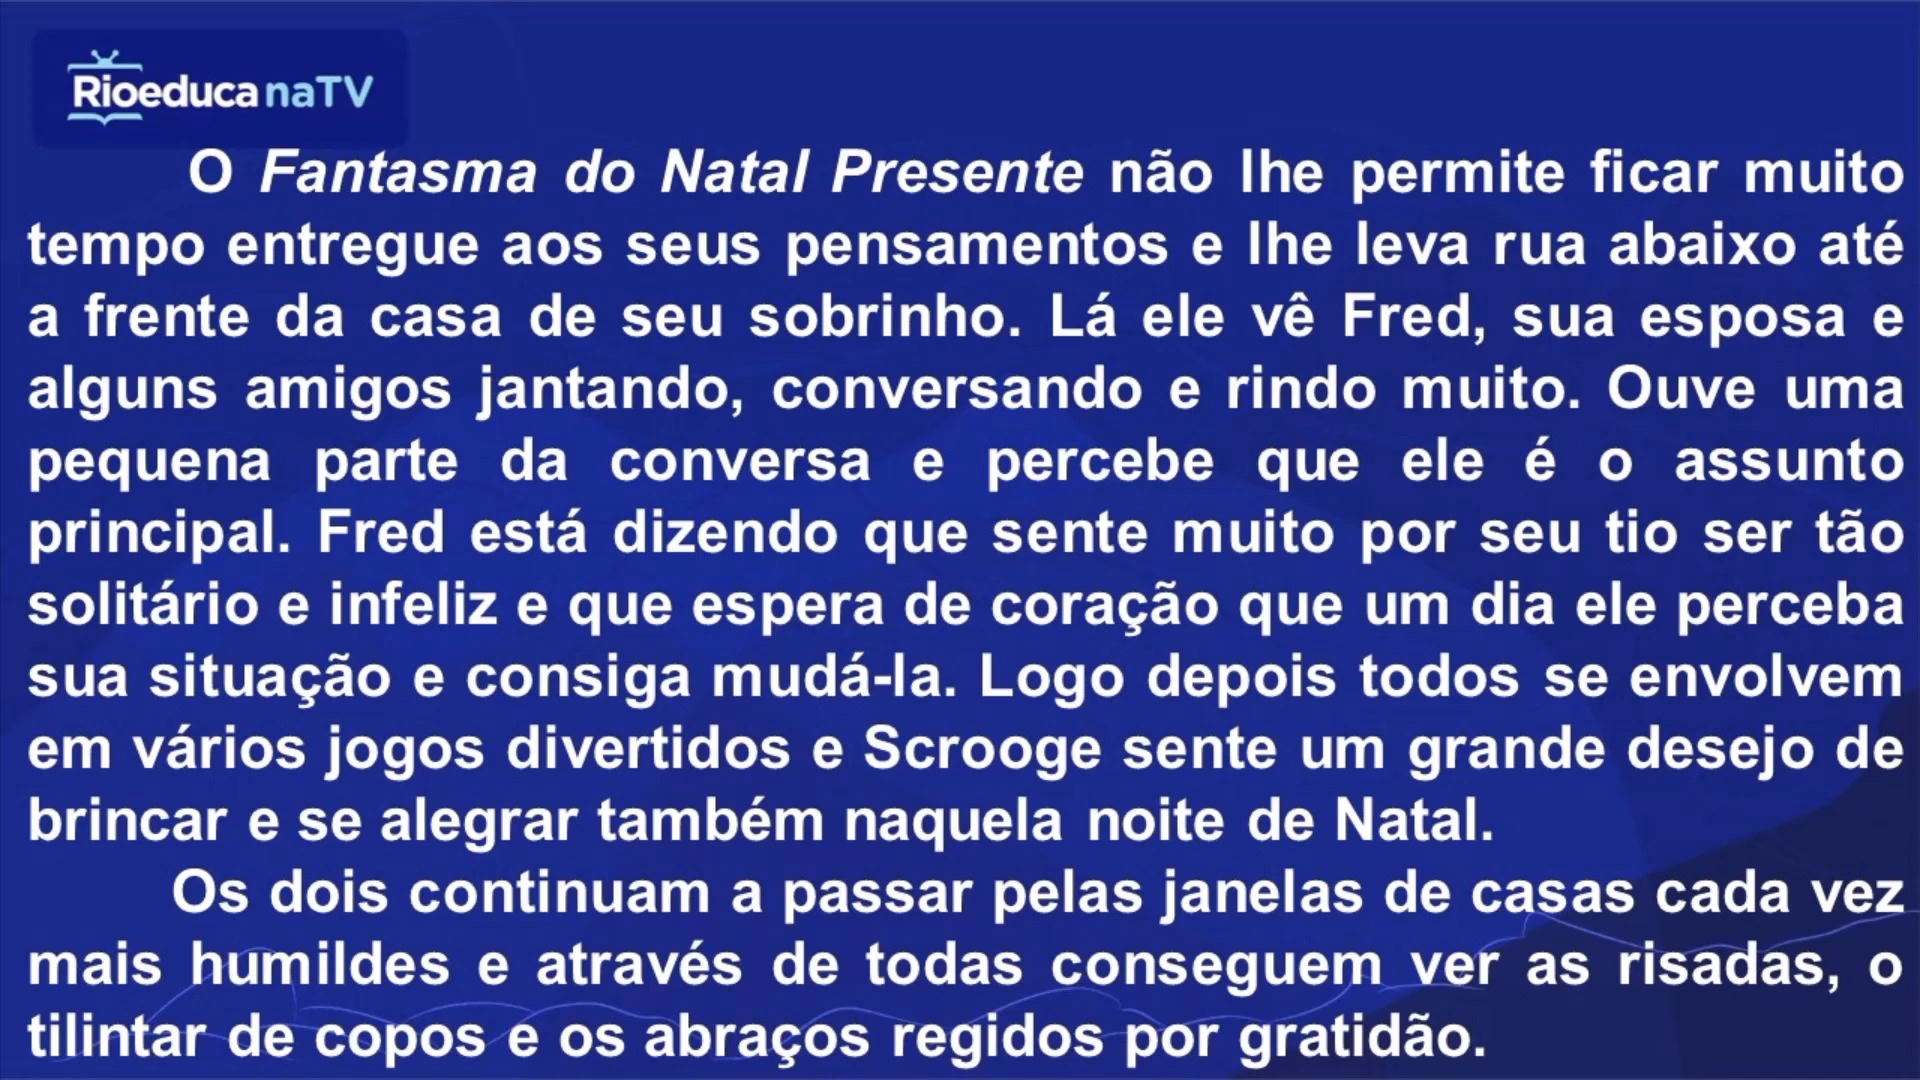 Rioeduca na TV
O Fantasma do Natal Presente não lhe permite ficar muito
tempo entregue aos seus pensamentos e lhe leva rua abaixo até
a frente da casa de seu sobrinho. Lá ele vê Fred, sua esposa e
alguns amigos jantando, conversando e rindo muito. Ouve uma
pequena parte da conversa e percebe que ele é o assunto
principal. Fred está dizendo que sente muito por seu tio ser tão
solitário e infeliz e que espera de coração que um dia ele perceba
sua situação e consiga mudá-la. Logo depois todos se envolvem
em vários jogos divertidos e Scrooge sente um grande desejo de
brincar e se alegrar também naquela noite de Natal.
Os dois continuam a passar pelas janelas de casas cada vez
mais humildes e através de todas conseguem ver as risadas, o
tilintar de copos e os abraços regidos por gratidão.